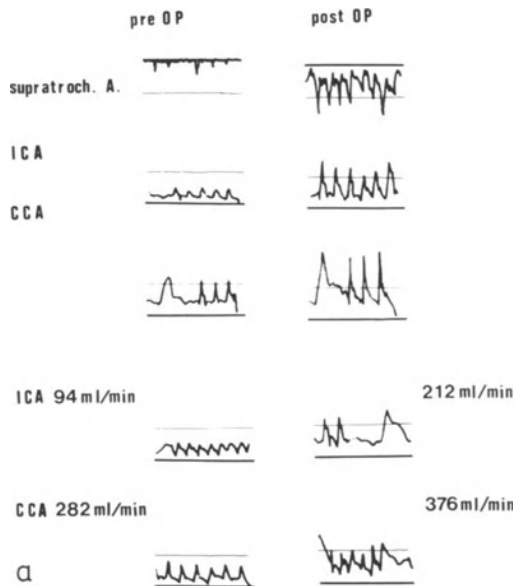 pre OP post OP
supratroch. A.
ICA
CCA
ICA 94 ml/min 212 ml/min
CCA 282 ml/min 376 ml/min
a